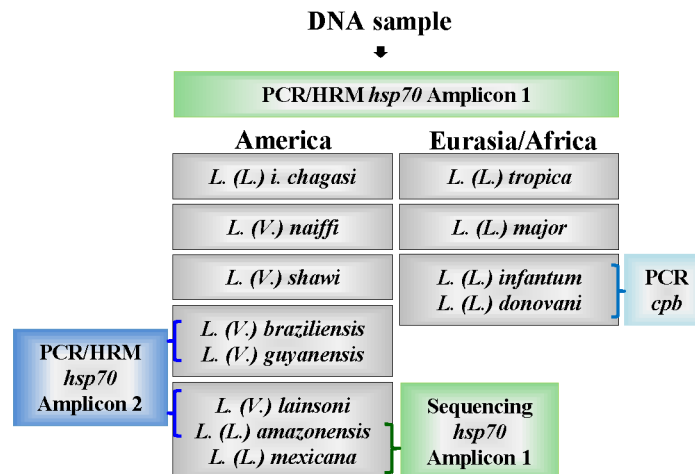 DNA sample
PCR/HRM hsp70 Amplicon 1
America
L. (L.) i. chagasi
L. (V.) naiffi
L. (V.) shawi
L. (V.) braziliensis
L. (V.) guyanensis
L. (V.) lainsoni
L. (L.) amazonensis
L. (L.) mexicana
Eurasia/Africa
L. (L.) tropica
L. (L.) major
L. (L.) infantum
L. (L.) donovani
PCR
cpb
PCR/HRM
hsp70
Amplicon 2
Sequencing
hsp70
Amplicon 1